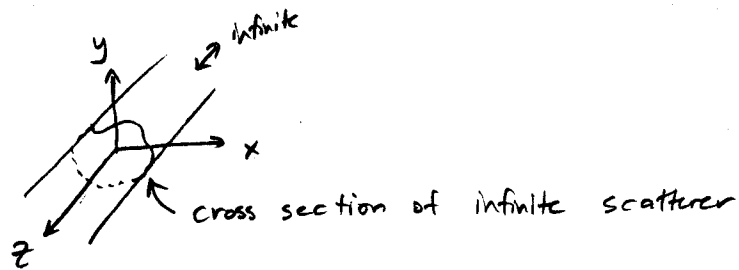 infinite
y
x
cross section of infinite scatterer
z